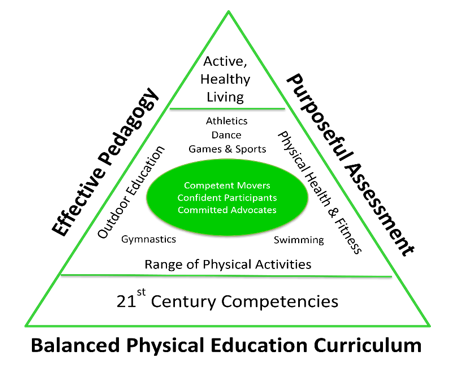 Active,
Healthy
Living
Effective Pedagogy
Purposeful Assessment
Athletics
Dance
Games & Sports
Outdoor Education
Physical Health & Fitness
Competent Movers
Confident Participants
Committed Advocates
Gymnastics
Swimming
Range of Physical Activities
21st Century Competencies
Balanced Physical Education Curriculum